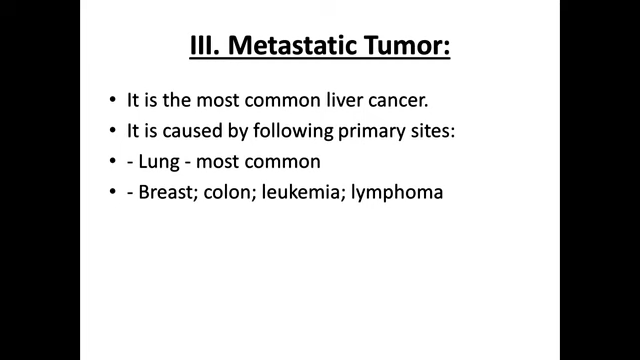 III. Metastatic Tumor:
• It is the most common liver cancer.
• It is caused by following primary sites:
• - Lung - most common
• - Breast; colon; leukemia; lymphoma